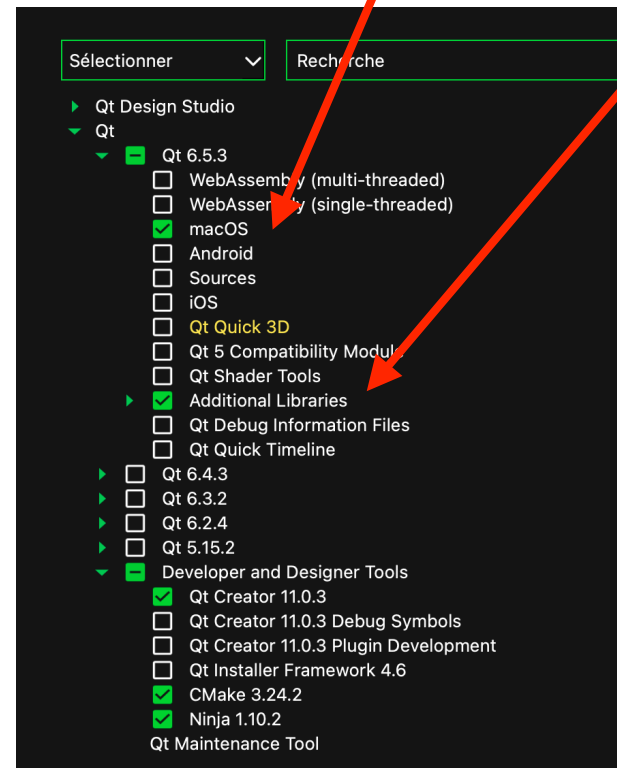 Sélectionner
Recherche
Qt Design Studio
Qt
Qt 6.5.3
WebAssembly (multi-threaded)
WebAssembly (single-threaded)
macOS
Android
Sources
iOS
Qt Quick 3D
Qt 5 Compatibility Module
Qt Shader Tools
Additional Libraries
Qt Debug Information Files
Qt Quick Timeline
Qt 6.4.3
Qt 6.3.2
Qt 6.2.4
Qt 5.15.2
Developer and Designer Tools
Qt Creator 11.0.3
Qt Creator 11.0.3 Debug Symbols
Qt Creator 11.0.3 Plugin Development
Qt Installer Framework 4.6
CMake 3.24.2
Ninja 1.10.2
Qt Maintenance Tool